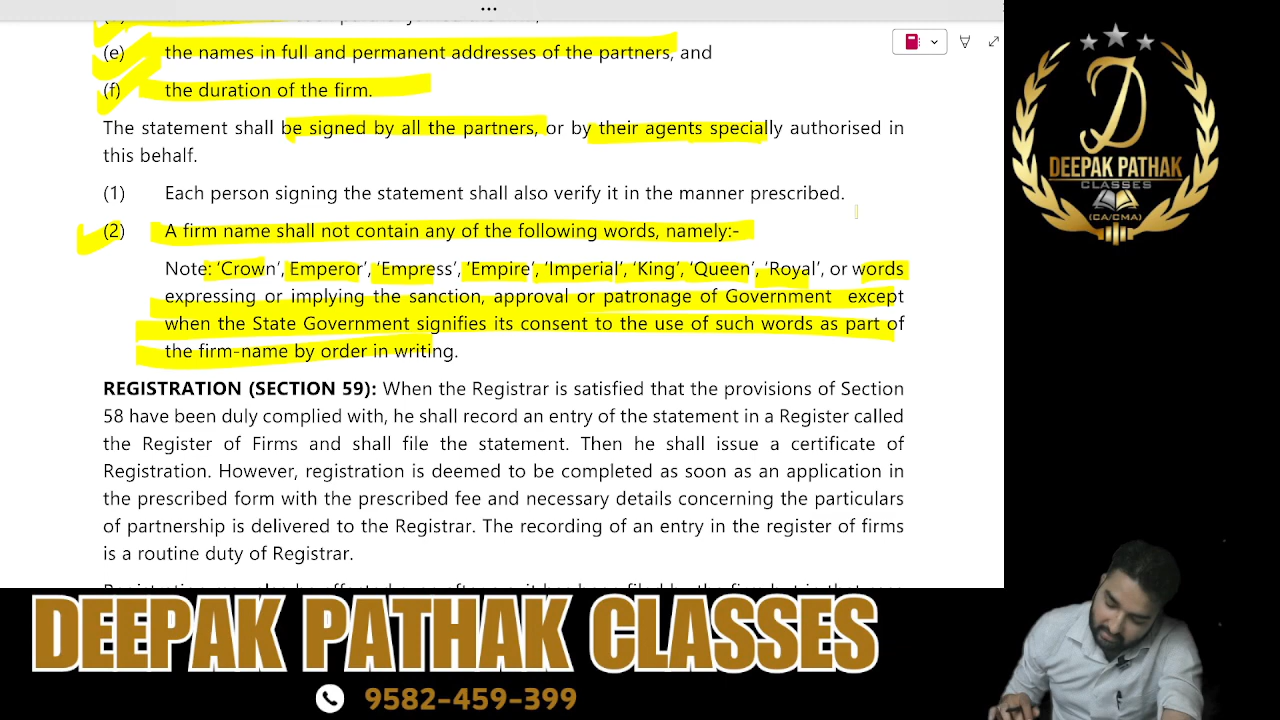 (e) the names in full and permanent addresses of the partners, and
(f) the duration of the firm.
The statement shall be signed by all the partners, or by their agents specially authorised in
this behalf.
(1) Each person signing the statement shall also verify it in the manner prescribed.
(2) A firm name shall not contain any of the following words, namely:-
Note: ‘Crown’, Emperor’, ‘Empress’, ‘Empire’, ‘Imperial’, ‘King’, ‘Queen’, ‘Royal’, or words
expressing or implying the sanction, approval or patronage of Government except
when the State Government signifies its consent to the use of such words as part of
the firm-name by order in writing.
REGISTRATION (SECTION 59): When the Registrar is satisfied that the provisions of Section
58 have been duly complied with, he shall record an entry of the statement in a Register called
the Register of Firms and shall file the statement. Then he shall issue a certificate of
Registration. However, registration is deemed to be completed as soon as an application in
the prescribed form with the prescribed fee and necessary details concerning the particulars
of partnership is delivered to the Registrar. The recording of an entry in the register of firms
is a routine duty of Registrar.
D
DEEPAK PATHAK
CLASSES
(CA/CMA)
DEEPAK PATHAK CLASSES
9582-459-399